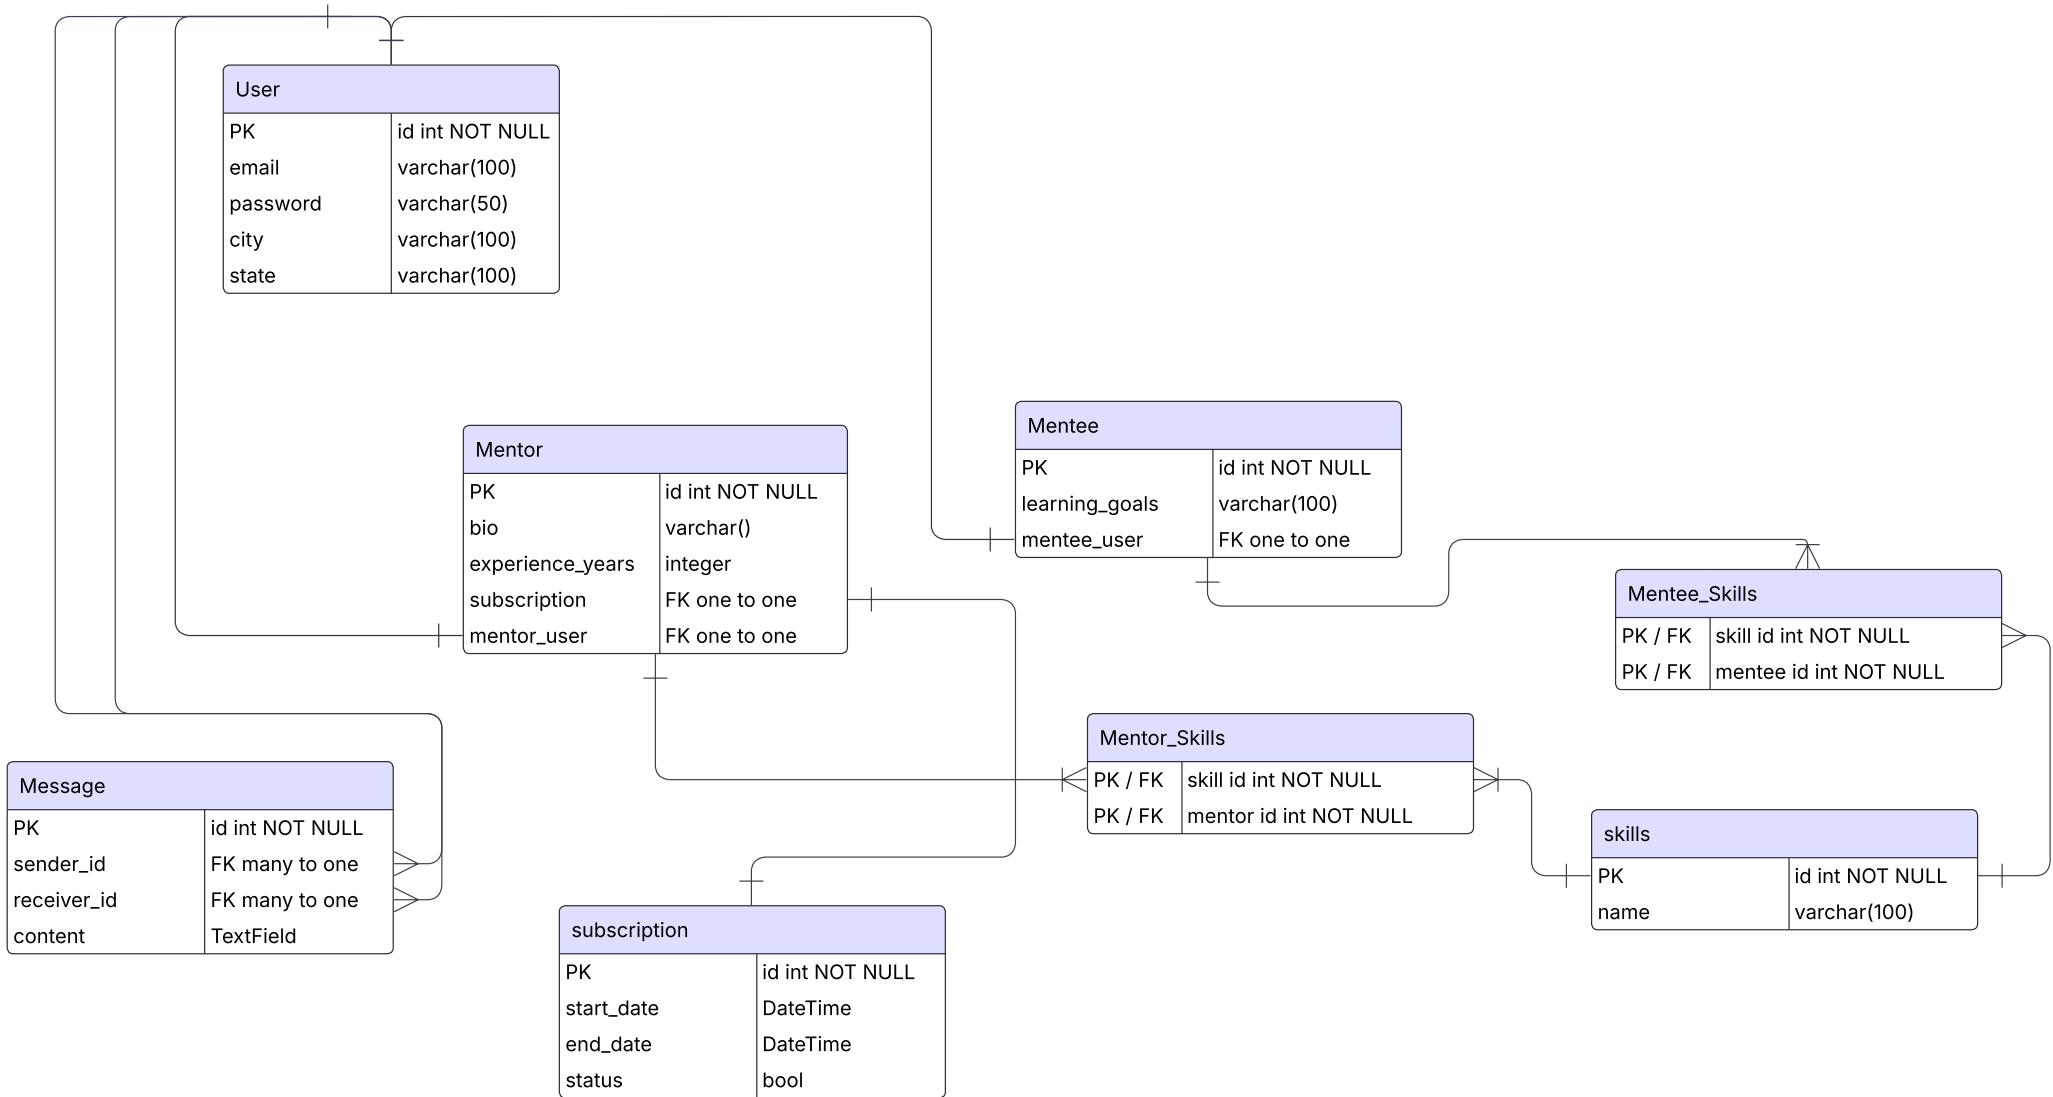 User
PK id int NOT NULL
email varchar(100)
password varchar(50)
city varchar(100)
state varchar(100)
Mentor
PK id int NOT NULL
bio varchar()
experience_years integer
subscription FK one to one
mentor_user FK one to one
Mentee
PK id int NOT NULL
learning_goals varchar(100)
mentee_user FK one to one
Mentee_Skills
PK / FK skill id int NOT NULL
PK / FK mentee id int NOT NULL
Mentor_Skills
PK / FK skill id int NOT NULL
PK / FK mentor id int NOT NULL
Message
PK id int NOT NULL
sender_id FK many to one
receiver_id FK many to one
content TextField
skills
PK id int NOT NULL
name varchar(100)
subscription
PK id int NOT NULL
start_date DateTime
end_date DateTime
status bool